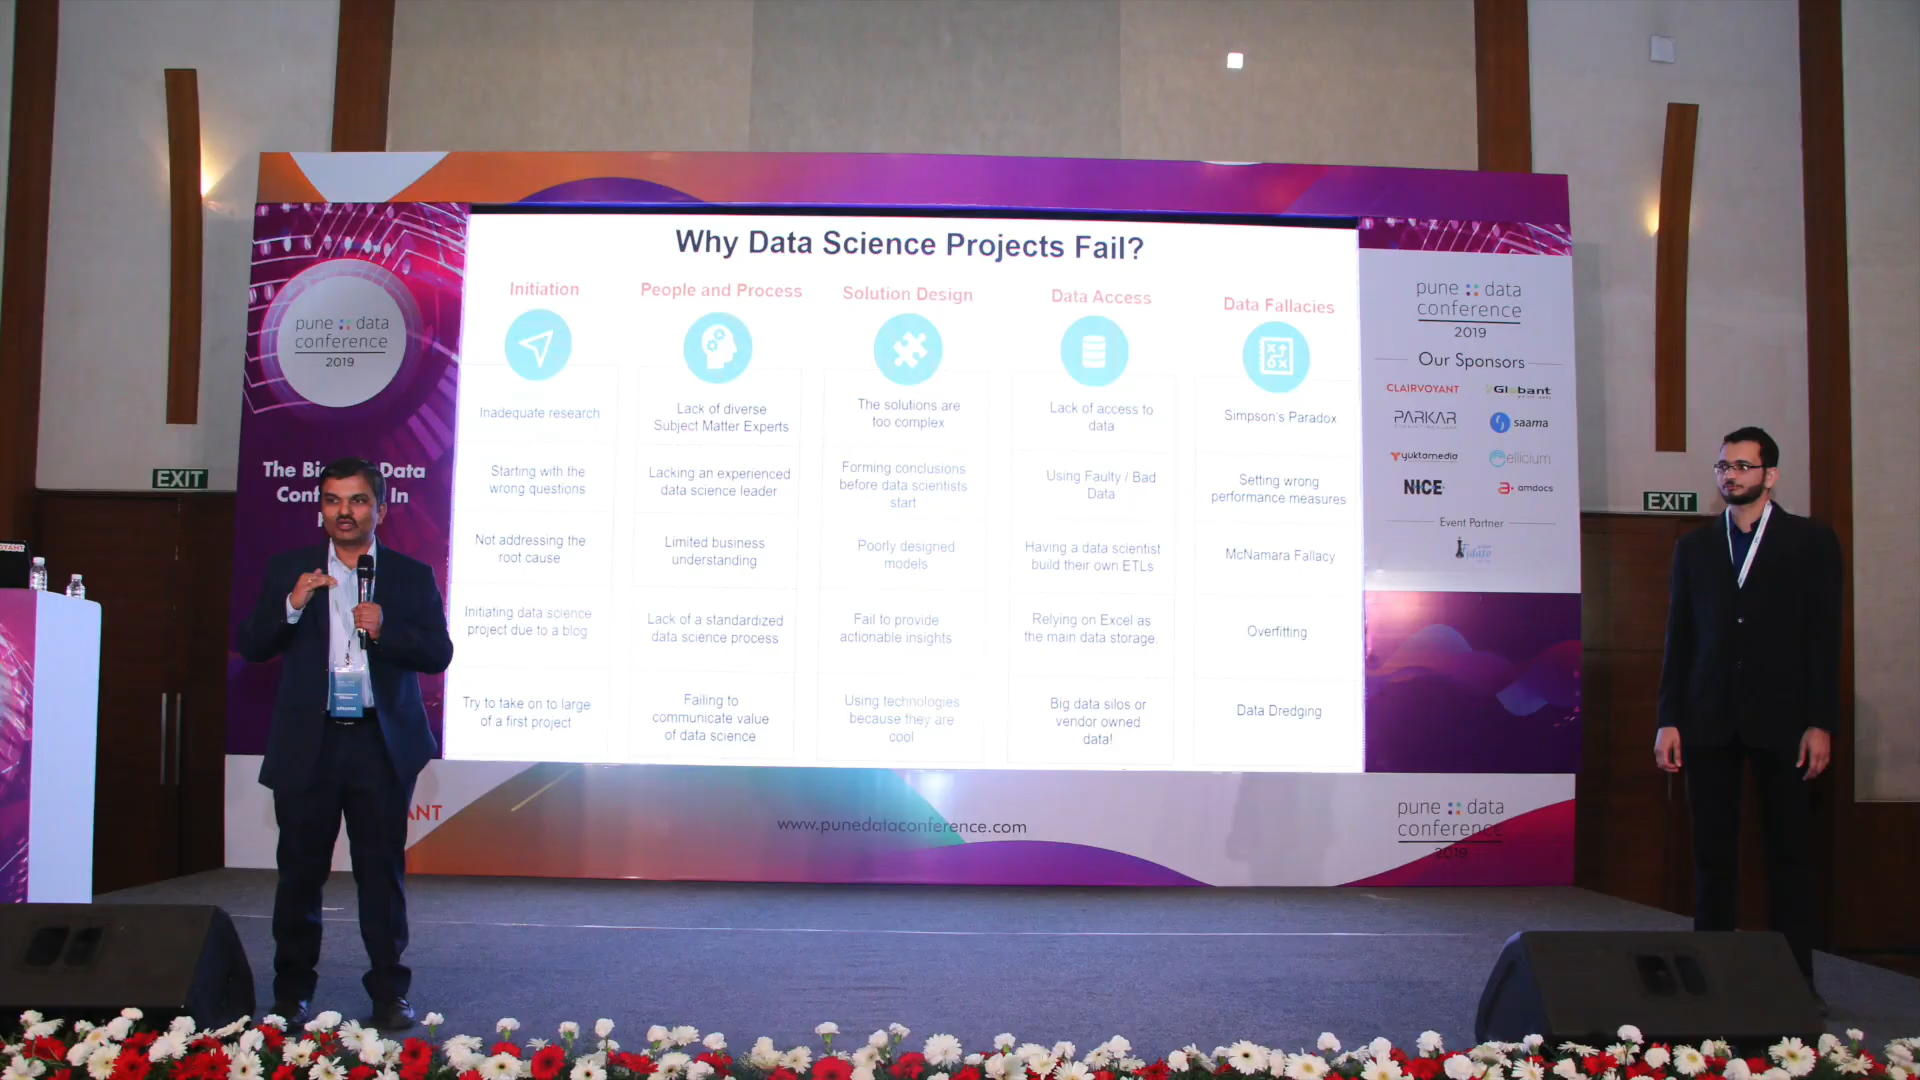 Why Data Science Projects Fail?
Initiation
Inadequate research
Starting with the
wrong questions
Not addressing the
root cause
Initiating data science
project due to a blog
Try to take on to large
of a first project
People and Process
Lack of diverse
Subject Matter Experts
Lacking an experienced
data science leader
Limited business
understanding
Lack of a standardized
data science process
Failing to
communicate value
of data science
Solution Design
The solutions are
too complex
Forming conclusions
before data scientists
start
Poorly designed
models
Fail to provide
actionable insights
Using technologies
because they are
cool
Data Access
Lack of access to
data
Using Faulty / Bad
Data
Having a data scientist
build their own ETLs
Relying on Excel as
the main data storage.
Big data silos or
vendor owned
data!
Data Fallacies
Simpson's Paradox
Setting wrong
performance measures
McNamara Fallacy
Overfitting
Data Dredging
pune data
conference
2019
The Data
In
EXIT
pune data
conference
2019
Our Sponsors
CLAIRVOYANT
Globant
PARKAR
saama
yuktamedia
ellicium
NICE
amdocs
Event Partner
EXIT
www.punedataconference.com
pune data
conference
2019